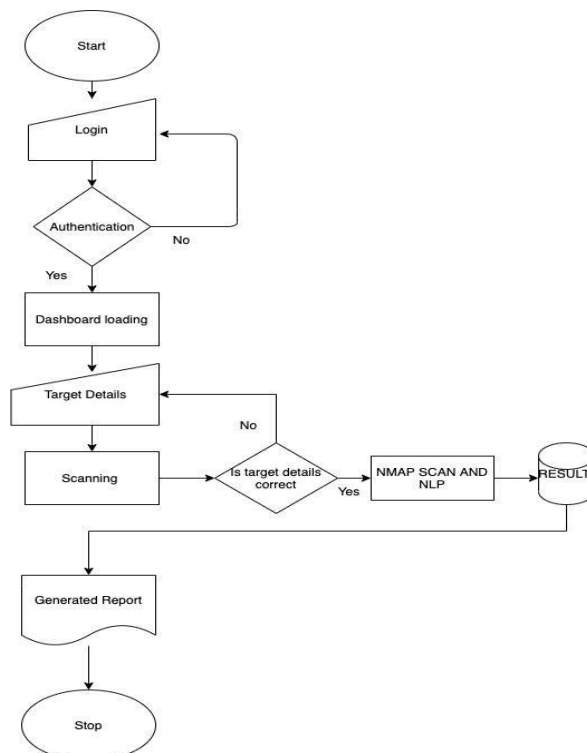 Start
Login
Authentication
No
Yes
Dashboard loading
Target Details
No
Scanning
Is target details
correct
Yes
NMAP SCAN AND
NLP
RESULT
Generated Report
Stop